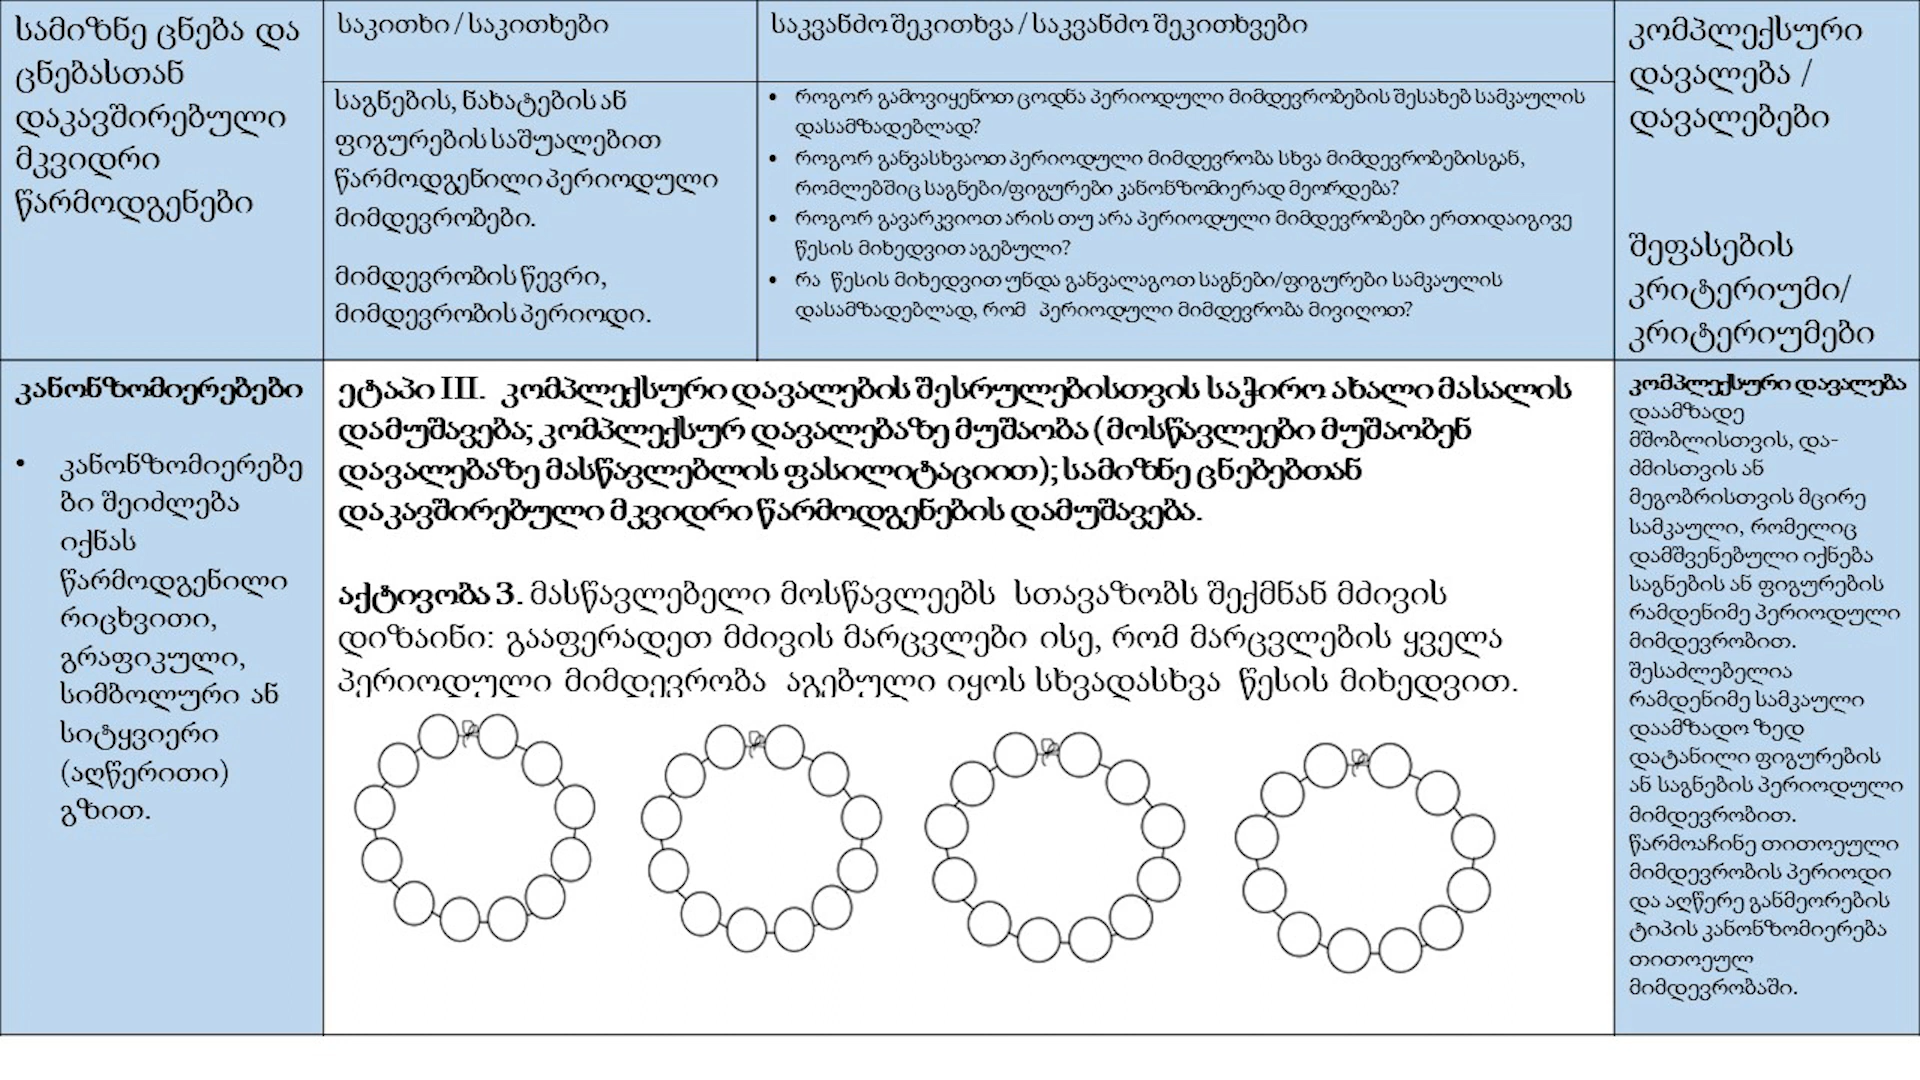 სამიზნე ცნება და
ცნებასთან
დაკავშირებული
მკვიდრი
წარმოდგენები
საკითხი / საკითხები
საკვანძო შეკითხვა / საკვანძო შეკითხვები
კომპლექსური
დავალება /
დავალებები
შეფასების
კრიტერიუმი/
კრიტერიუმები
საგნების, ნახატების ან
ფიგურების საშუალებით
წარმოდგენილი პერიოდული
მიმდევრობები.
მიმდევრობის წევრი,
მიმდევრობის პერიოდი.
• როგორ გამოვიყენოთ ცოდნა პერიოდული მიმდევრობების შესახებ სამკაულის
დასამზადებლად?
• როგორ განვასხვაოთ პერიოდული მიმდევრობა სხვა მიმდევრობებისგან,
რომლებშიც საგნები/ფიგურები კანონზომიერად მეორდება?
• როგორ გავარკვიოთ არის თუ არა პერიოდული მიმდევრობები ერთიდაიგივე
წესის მიხედვით აგებული?
• რა წესის მიხედვით უნდა განვალაგოთ საგნები/ფიგურები სამკაულის
დასამზადებლად, რომ პერიოდული მიმდევრობა მივიღოთ?
კანონზომიერებები
• კანონზომიერებე
ბი შეიძლება
იქნას
წარმოდგენილი
რიცხვითი,
გრაფიკული,
სიმბოლური ან
სიტყვიერი
(აღწერითი)
გზით.
ეტაპი III. კომპლექსური დავალების შესრულებისთვის საჭირო ახალი მასალის
დამუშავება; კომპლექსურ დავალებაზე მუშაობა (მოსწავლეები მუშაობენ
დავალებაზე მასწავლებლის ფასილიტაციით); სამიზნე ცნებებთან
დაკავშირებული მკვიდრი წარმოდგენების დამუშავება.
აქტივობა 3. მასწავლებელი მოსწავლეებს სთავაზობს შექმნან მძივის
დიზაინი: გააფერადეთ მძივის მარცვლები ისე, რომ მარცვლების ყველა
პერიოდული მიმდევრობა აგებული იყოს სხვადასხვა წესის მიხედვით.
კომპლექსური დავალება
დაამზადე
მშობლისთვის, და-
ძმისთვის ან
მეგობრისთვის მცირე
სამკაული, რომელიც
დამშვენებული იქნება
საგნების ან ფიგურების
რამდენიმე პერიოდული
მიმდევრობით.
შესაძლებელია
რამდენიმე სამკაული
დაამზადო ზედ
დატანილი ფიგურების
ან საგნების პერიოდული
მიმდევრობით.
წარმოაჩინე თითოეული
მიმდევრობის პერიოდი
და აღწერე განმეორების
ტიპის კანონზომიერება
თითოეულ
მიმდევრობაში.